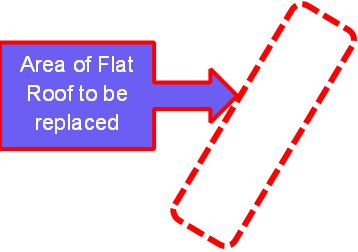 Area of Flat
Roof to be
replaced